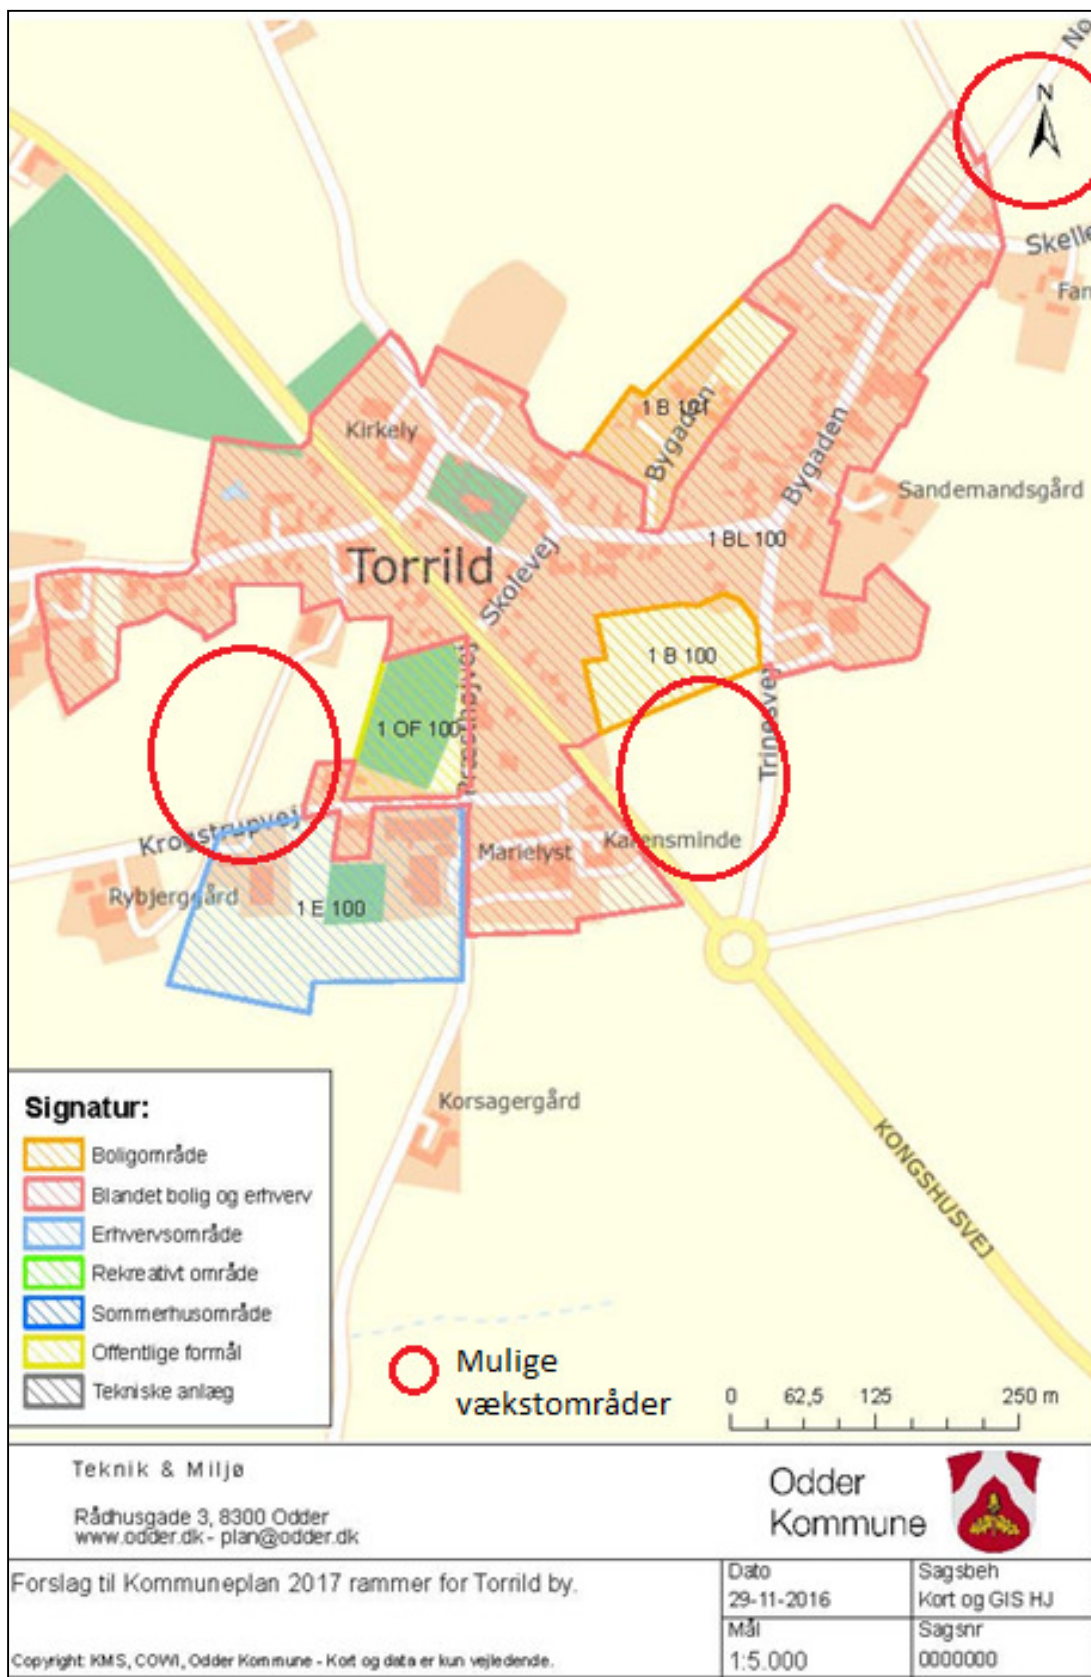 No
N
Skelle
Fan
Kirkely
1 B 101
Bygaden
Bygaden
Sandemandsgård
1 BL 100
Torrild
Skolevej
1 B 100
Præsthøjvej
1 OF 100
Trinesvej
Krogstrupvej
Marielyst
Karensminde
Rybjerggård
1 E 100
Korsagergård
KONGSHUSVEJ
Signatur:
Boligområde
Blandet bolig og erhverv
Erhvervsområde
Rekreativt område
Sommerhusområde
Offentlige formål
Tekniske anlæg
Mulige
vækstområder
0 62,5 125 250 m
Teknik & Miljø
Rådhusgade 3, 8300 Odder
www.odder.dk - plan@odder.dk
Odder
Kommune
Forslag til Kommuneplan 2017 rammer for Torrild by.
Copyright: KMS, COWI, Odder Kommune - Kort og data er kun vejledende.
Dato
29-11-2016
Sagsbeh
Kort og GIS HJ
Mål
1:5.000
Sagsnr
0000000